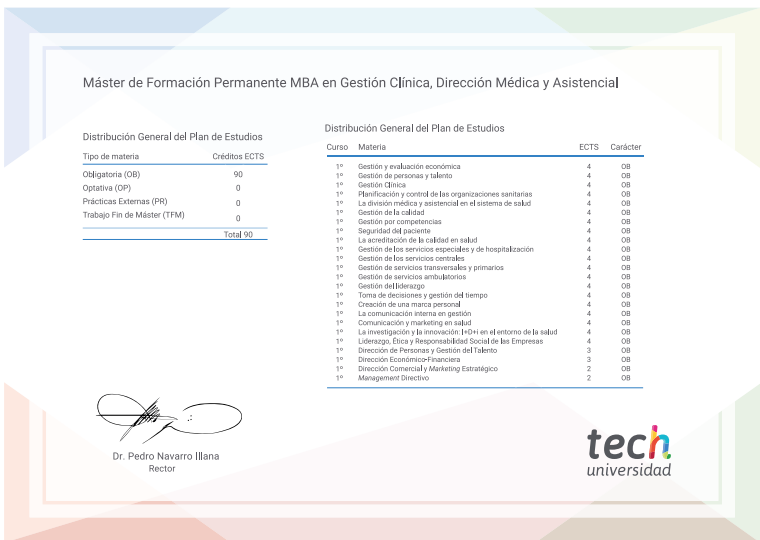 Máster de Formación Permanente MBA en Gestión Clínica, Dirección Médica y Asistencial
Distribución General del Plan de Estudios
Tipo de materia Créditos ECTS
Obligatoria (OB) 90
Optativa (OP) 0
Prácticas Externas (PR) 0
Trabajo Fin de Máster (TFM) 0
Total 90
Distribución General del Plan de Estudios
Curso Materia ECTS Carácter
1º Gestión y evaluación económica 4 OB
1º Gestión de personas y talento 4 OB
1º Gestión Clínica 4 OB
1º Planificación y control de las organizaciones sanitarias 4 OB
1º La división médica y asistencial en el sistema de salud 4 OB
1º Gestión de la calidad 4 OB
1º Gestión por competencias 4 OB
1º Seguridad del paciente 4 OB
1º La acreditación de la calidad en salud 4 OB
1º Gestión de los servicios especiales y de hospitalización 4 OB
1º Gestión de los servicios centrales 4 OB
1º Gestión de servicios transversales y primarios 4 OB
1º Gestión de servicios ambulatorios 4 OB
1º Gestión del liderazgo 4 OB
1º Toma de decisiones y gestión del tiempo 4 OB
1º Creación de una marca personal 4 OB
1º La comunicación interna en gestión 4 OB
1º Comunicación y marketing en salud 4 OB
1º La investigación y la innovación: I+D+i en el entorno de la salud 4 OB
1º Liderazgo, Ética y Responsabilidad Social de las Empresas 4 OB
1º Dirección de Personas y Gestión del Talento 3 OB
1º Dirección Económico-Financiera 3 OB
1º Dirección Comercial y Marketing Estratégico 2 OB
1º Management Directivo 2 OB
Dr. Pedro Navarro Illana
Rector
tech
universidad